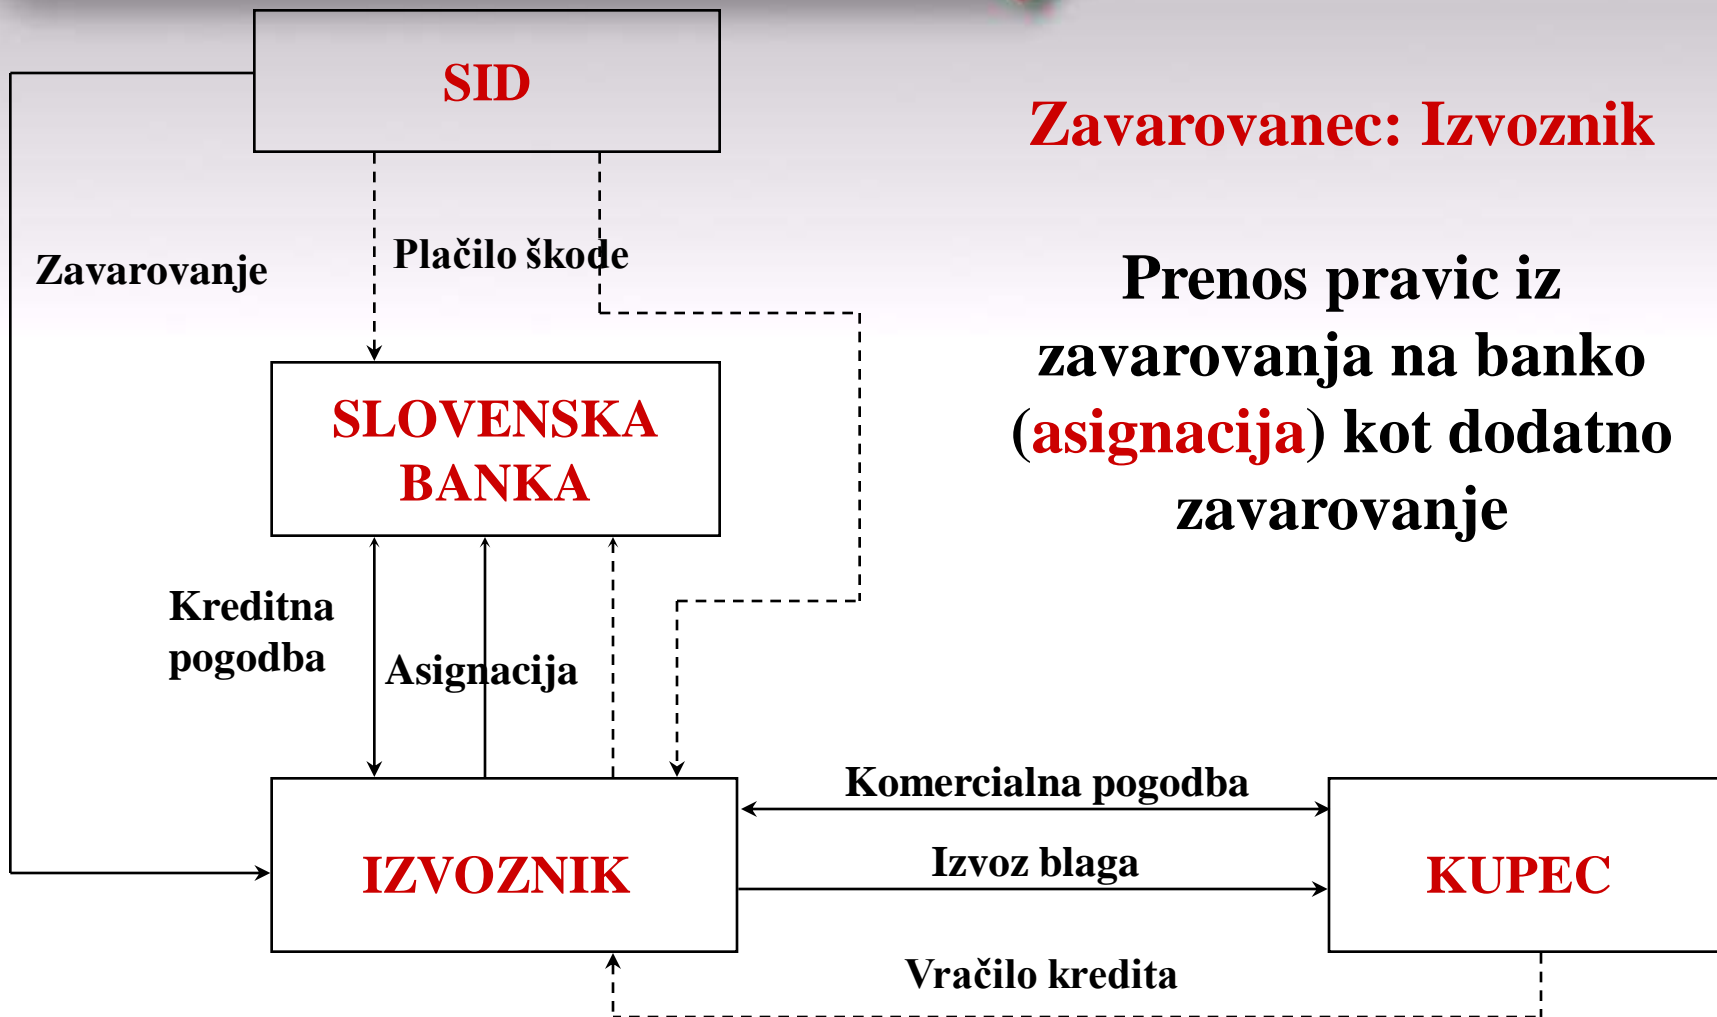 SID
Zavarovanec: Izvoznik
Zavarovanje
Plačilo škode
Prenos pravic iz
zavarovanja na banko
(asignacija) kot dodatno
zavarovanje
SLOVENSKA
BANKA
Kreditna
pogodba
Asignacija
Komercialna pogodba
IZVOZNIK
Izvoz blaga
KUPEC
Vračilo kredita